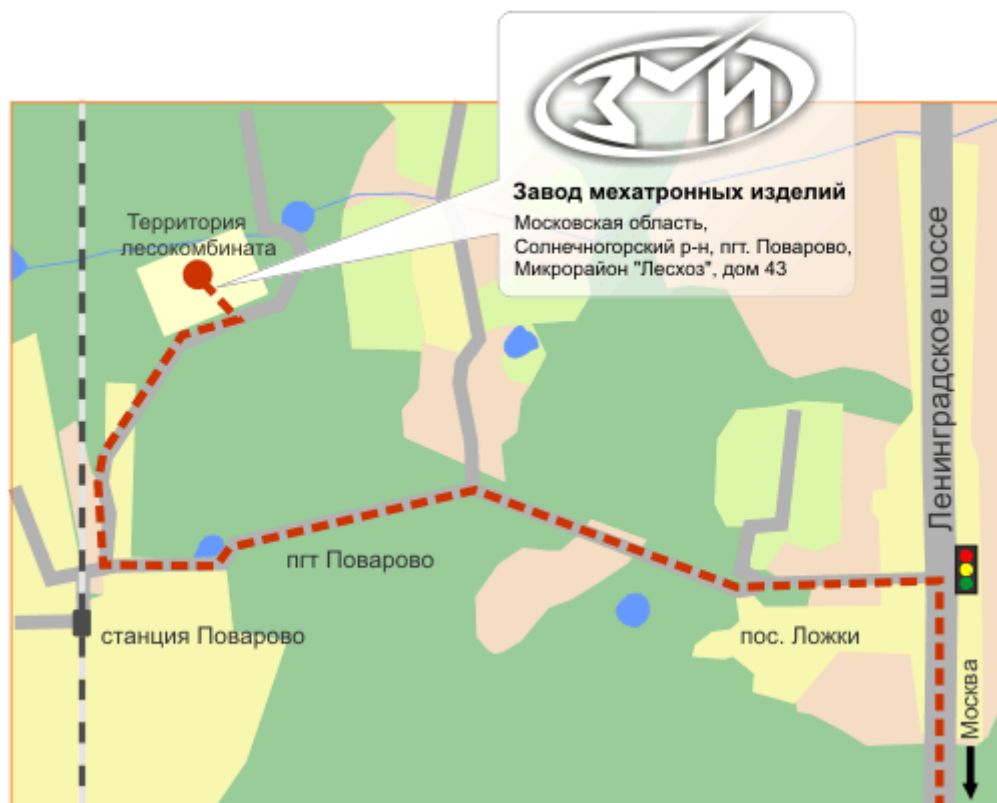 ЗМИ
Завод мехатронных изделий
Московская область,
Солнечногорский р-н, пгт. Поварово,
Микрорайон "Лесхоз", дом 43
Территория
лесокомбината
Ленинградское шоссе
пгт Поварово
станция Поварово
пос. Ложки
Москва